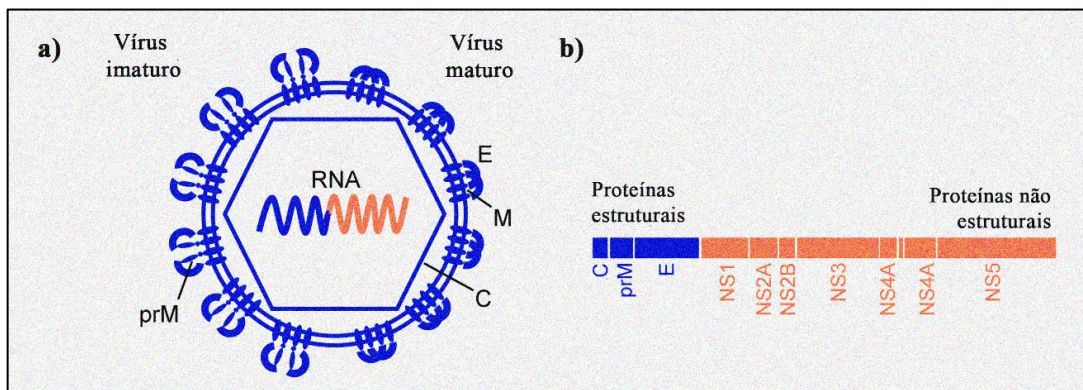 a)
Vírus
imaturo
Vírus
maturo
RNA
E
M
C
prM
b)
Proteínas
estruturais
Proteínas não
estruturais
C
prM
E
NS1
NS2A
NS2B
NS3
NS4A
NS4A
NS5